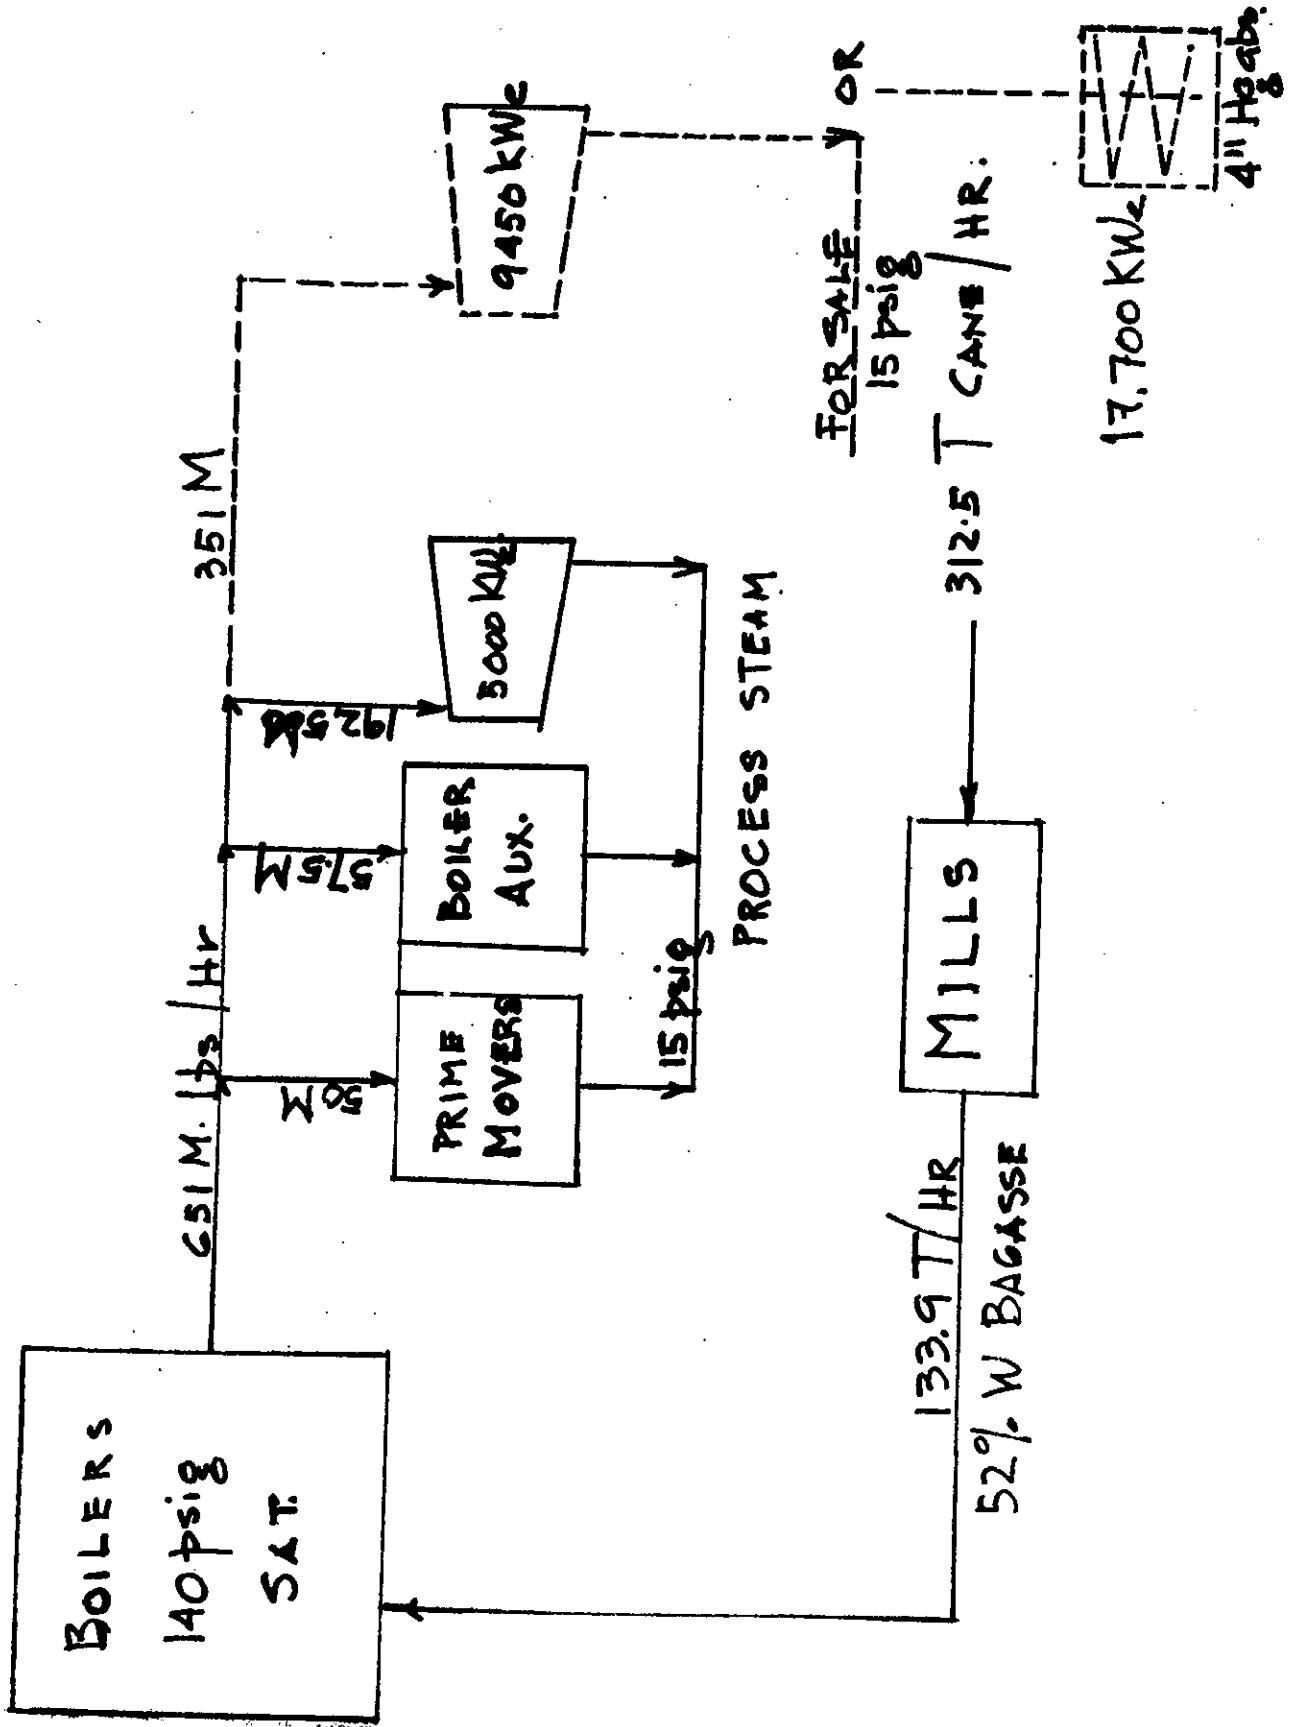 BOILERS
140 psig
SAT.
651 M. lbs/Hr
351 M
50 M
57.5 M
192.5 M
PRIME
MOVERS
BOILER
AUX.
5000 KWe
9450 KWe
15 psig
PROCESS STEAM
FOR SALE
15 psig
OR
133.9 T/HR
52% W BAGASSE
MILLS
312.5 T CANE/HR.
17,700 KWe
4" Hg abs.